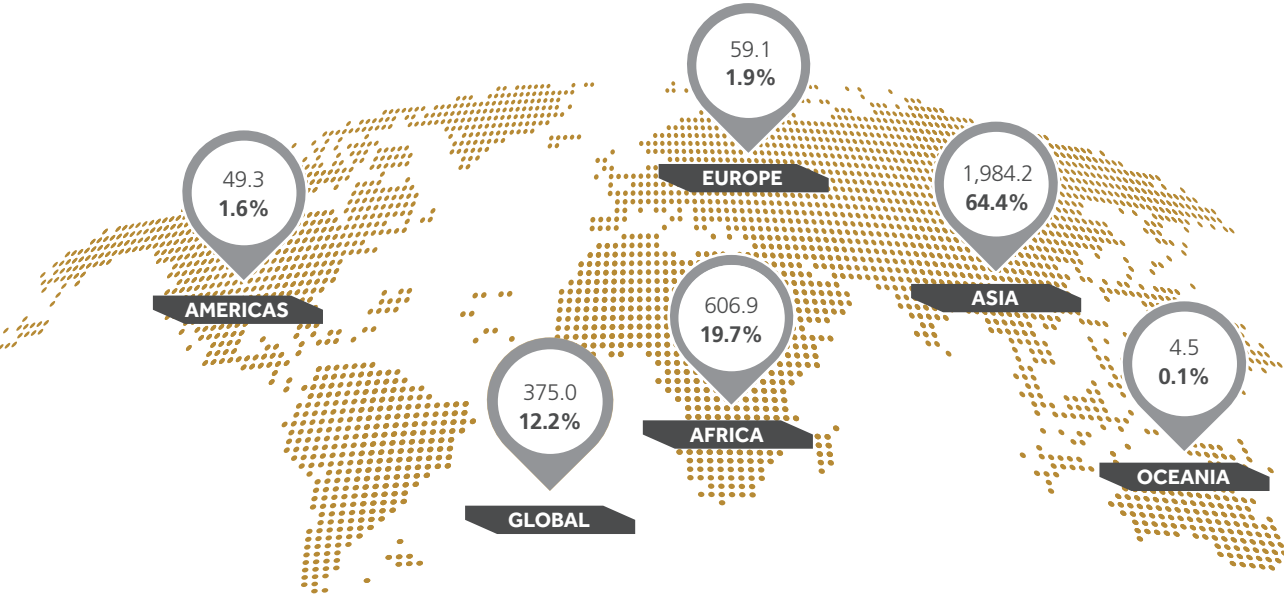 59.1
1.9%
EUROPE
49.3
1.6%
AMERICAS
1,984.2
64.4%
ASIA
606.9
19.7%
AFRICA
4.5
0.1%
OCEANIA
375.0
12.2%
GLOBAL